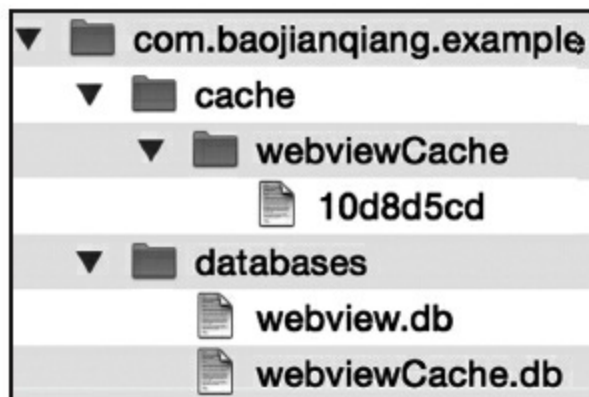 com.baojianqiang.example
cache
webviewCache
10d8d5cd
databases
webview.db
webviewCache.db